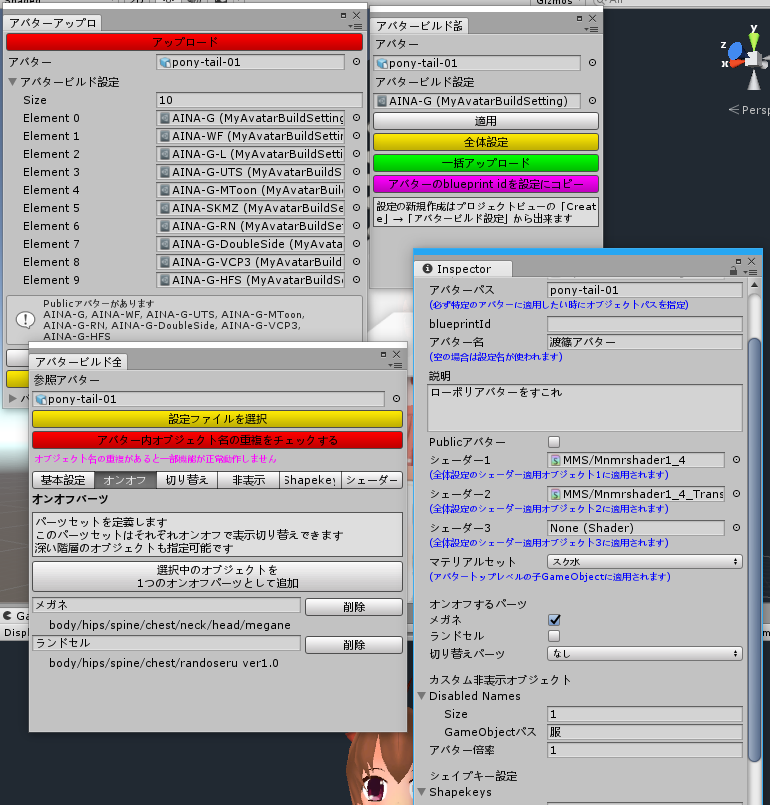 Gizmos
All
アバターアップロ
アップロード
アバター
pony-tail-01
アバタービルド設定
Size
10
Element 0
AINA-G (MyAvatarBuildSetting
Element 1
AINA-WF (MyAvatarBuildSettin
Element 2
AINA-G-L (MyAvatarBuildSetti
Element 3
AINA-G-UTS (MyAvatarBuildSet
Element 4
AINA-G-MToon (MyAvatarBuil
Element 5
AINA-SKMZ (MyAvatarBuildSet
Element 6
AINA-G-RN (MyAvatarBuildSet
Element 7
AINA-G-DoubleSide (MyAvata
Element 8
AINA-G-VCP3 (MyAvatarBuild
Element 9
AINA-G-HFS (MyAvatarBuildSe
Publicアバターがあります
AINA-G, AINA-WF, AINA-G-UTS, AINA-G-MToon,
AINA-G-RN, AINA-G-DoubleSide, AINA-G-VCP3,
AINA-G-HFS
アバタービルド設
アバター
pony-tail-01
アバタービルド設定
AINA-G (MyAvatarBuildSetting)
適用
全体設定
一括アップロード
アバターのblueprint idを設定にコピー
設定の新規作成はプロジェクトビューの「Creat
e」→「アバタービルド設定」から出来ます
y
z
x
Persp
アバタービルド全
参照アバター
pony-tail-01
設定ファイルを選択
アバター内オブジェクト名の重複をチェックする
オブジェクト名の重複があると一部機能が正常動作しません
基本設定
オンオフ
切り替え
非表示
Shapekey
シェーダー
オンオフパーツ
パーツセットを定義します
このパーツセットはそれぞれオンオフで表示切り替えできます
深い階層のオブジェクトも指定可能です
選択中のオブジェクトを
1つのオンオフパーツとして追加
メガネ
削除
body/hips/spine/chest/neck/head/megane
ランドセル
削除
body/hips/spine/chest/randoseru ver1.0
Inspector
アバターパス
pony-tail-01
(必ず特定のアバターに適用したい時にオブジェクトパスを指定)
blueprintId
アバター名
渡篠アバター
(空の場合は設定名が使われます)
説明
ローポリアバターをすこれ
Publicアバター
シェーダー1
MMS/Mnmrshader1_4
(全体設定のシェーダー適用オブジェクト1に適用されます)
シェーダー2
MMS/Mnmrshader1_4_Trans
(全体設定のシェーダー適用オブジェクト2に適用されます)
シェーダー3
None (Shader)
(全体設定のシェーダー適用オブジェクト3に適用されます)
マテリアルセット
スケ水
(アバタートップレベルの子GameObjectに適用されます)
オンオフするパーツ
メガネ
ランドセル
切り替えパーツ
なし
カスタム非表示オブジェクト
Disabled Names
Size
1
GameObjectパス
服
アバター倍率
1
シェイプキー設定
Shapekeys
Ga
Displ